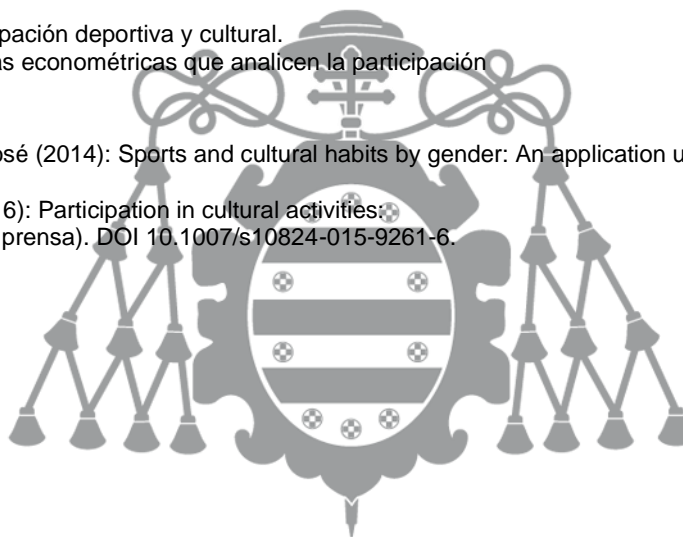 pación deportiva y cultural.
as econométricas que analicen la participación
osé (2014): Sports and cultural habits by gender: An application u
6): Participation in cultural activities:
prensa). DOI 10.1007/s10824-015-9261-6.